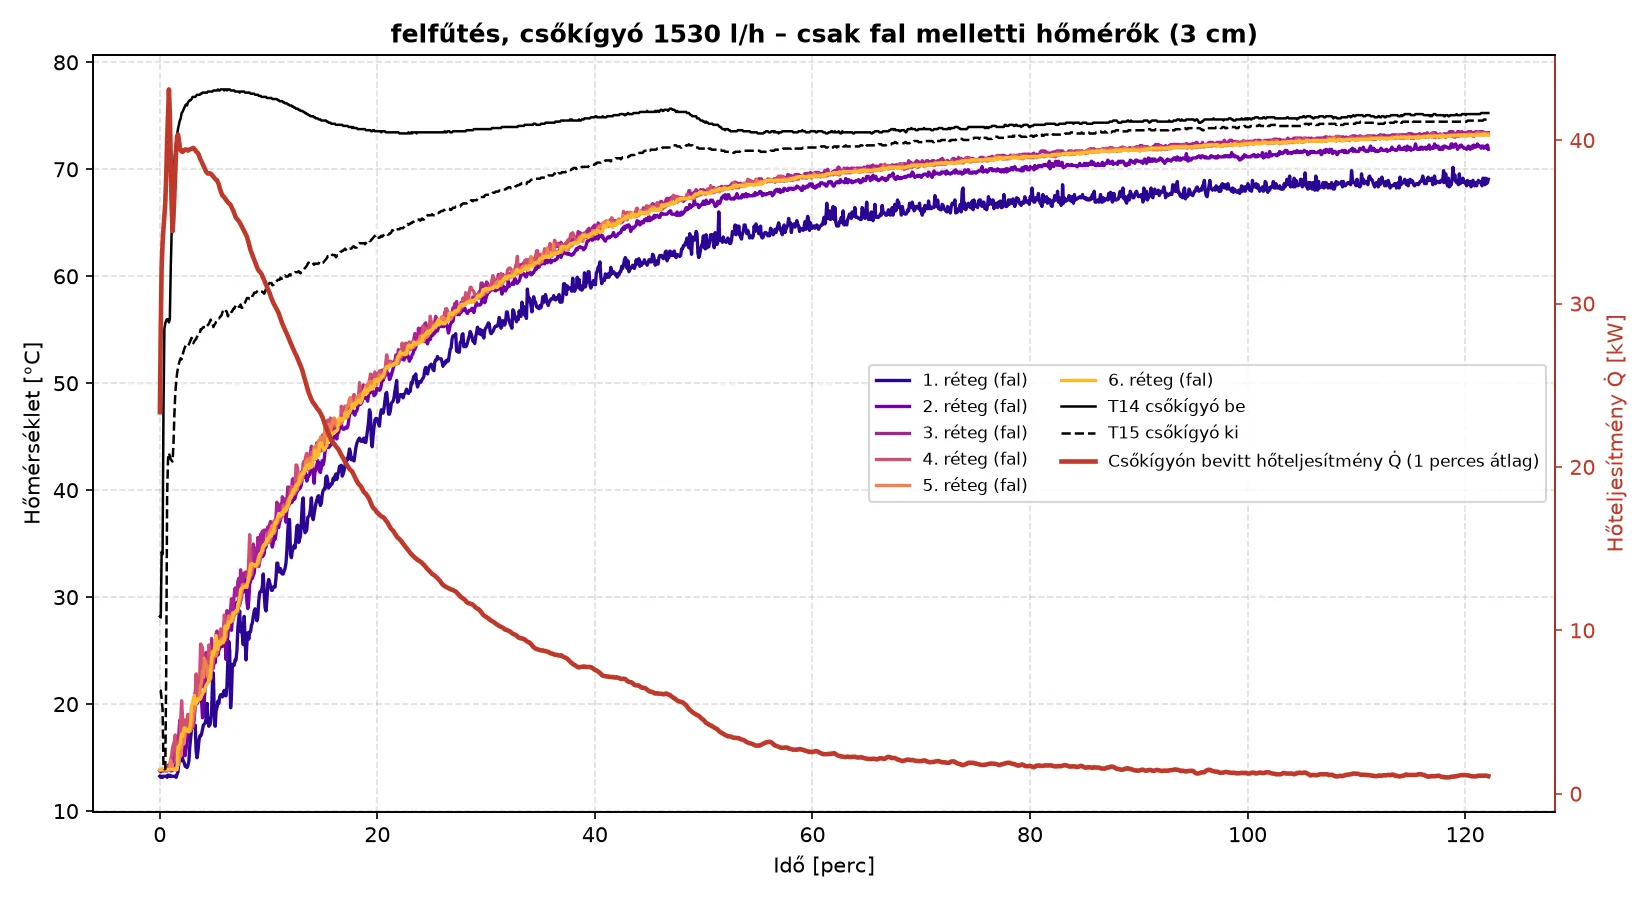 felfűtés, csőkígyó 1530 l/h – csak fal melletti hőmérők (3 cm)
80
70
60
50
40
30
20
10
Hőmérséklet [°C]
0
20
40
60
80
100
120
Idő [perc]
40
30
20
10
0
Hőteljesítmény Q̇ [kW]
1. réteg (fal)
2. réteg (fal)
3. réteg (fal)
4. réteg (fal)
5. réteg (fal)
6. réteg (fal)
T14 csőkígyó be
T15 csőkígyó ki
Csőkígyón bevitt hőteljesítmény Q̇ (1 perces átlag)